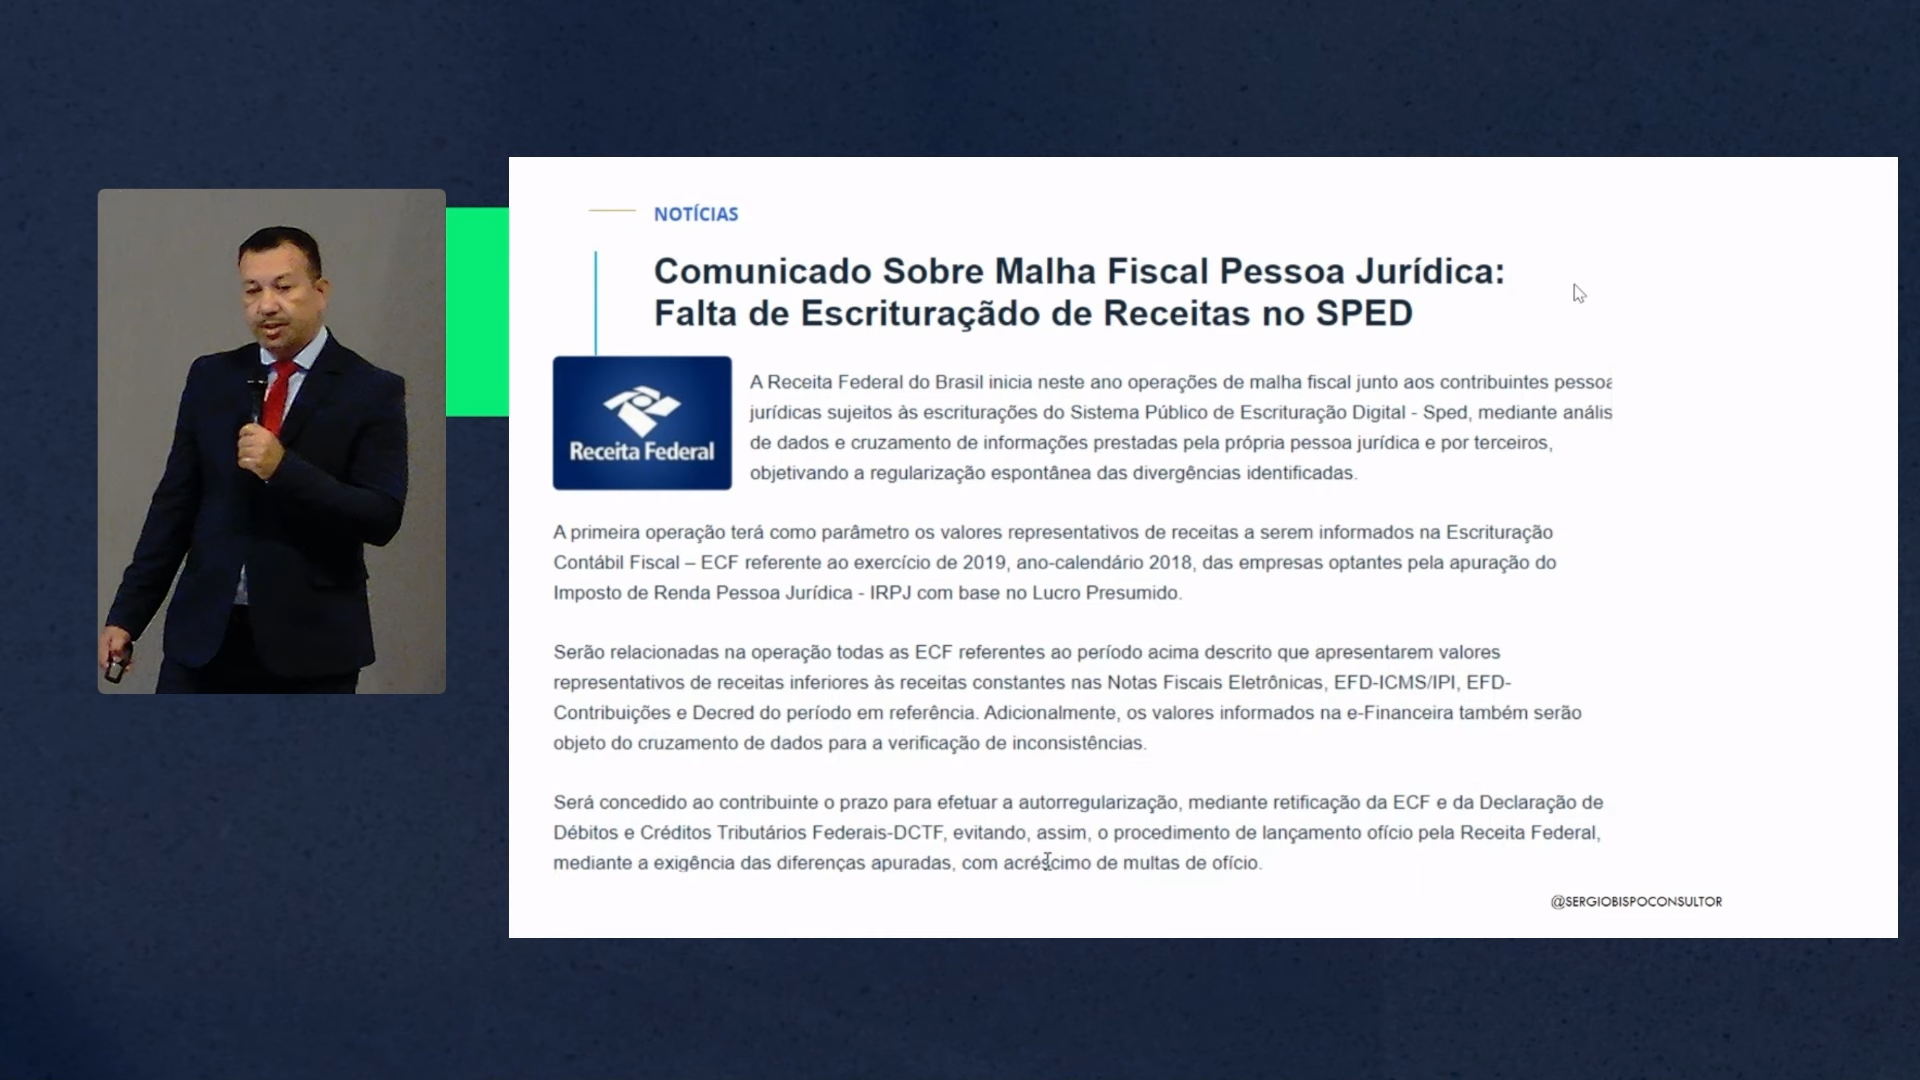 NOTÍCIAS
Comunicado Sobre Malha Fiscal Pessoa Jurídica:
Falta de Escrituraçãdo de Receitas no SPED
Receita Federal
A Receita Federal do Brasil inicia neste ano operações de malha fiscal junto aos contribuintes pessoa
jurídicas sujeitos às escriturações do Sistema Público de Escrituração Digital - Sped, mediante anális
de dados e cruzamento de informações prestadas pela própria pessoa jurídica e por terceiros,
objetivando a regularização espontânea das divergências identificadas.
A primeira operação terá como parâmetro os valores representativos de receitas a serem informados na Escrituração
Contábil Fiscal – ECF referente ao exercício de 2019, ano-calendário 2018, das empresas optantes pela apuração do
Imposto de Renda Pessoa Jurídica - IRPJ com base no Lucro Presumido.
Serão relacionadas na operação todas as ECF referentes ao período acima descrito que apresentarem valores
representativos de receitas inferiores às receitas constantes nas Notas Fiscais Eletrônicas, EFD-ICMS/IPI, EFD-
Contribuições e Decred do período em referência. Adicionalmente, os valores informados na e-Financeira também serão
objeto do cruzamento de dados para a verificação de inconsistências.
Será concedido ao contribuinte o prazo para efetuar a autorregularização, mediante retificação da ECF e da Declaração de
Débitos e Créditos Tributários Federais-DCTF, evitando, assim, o procedimento de lançamento ofício pela Receita Federal,
mediante a exigência das diferenças apuradas, com acréscimo de multas de ofício.
@SERGIOBISPOCONSULTOR